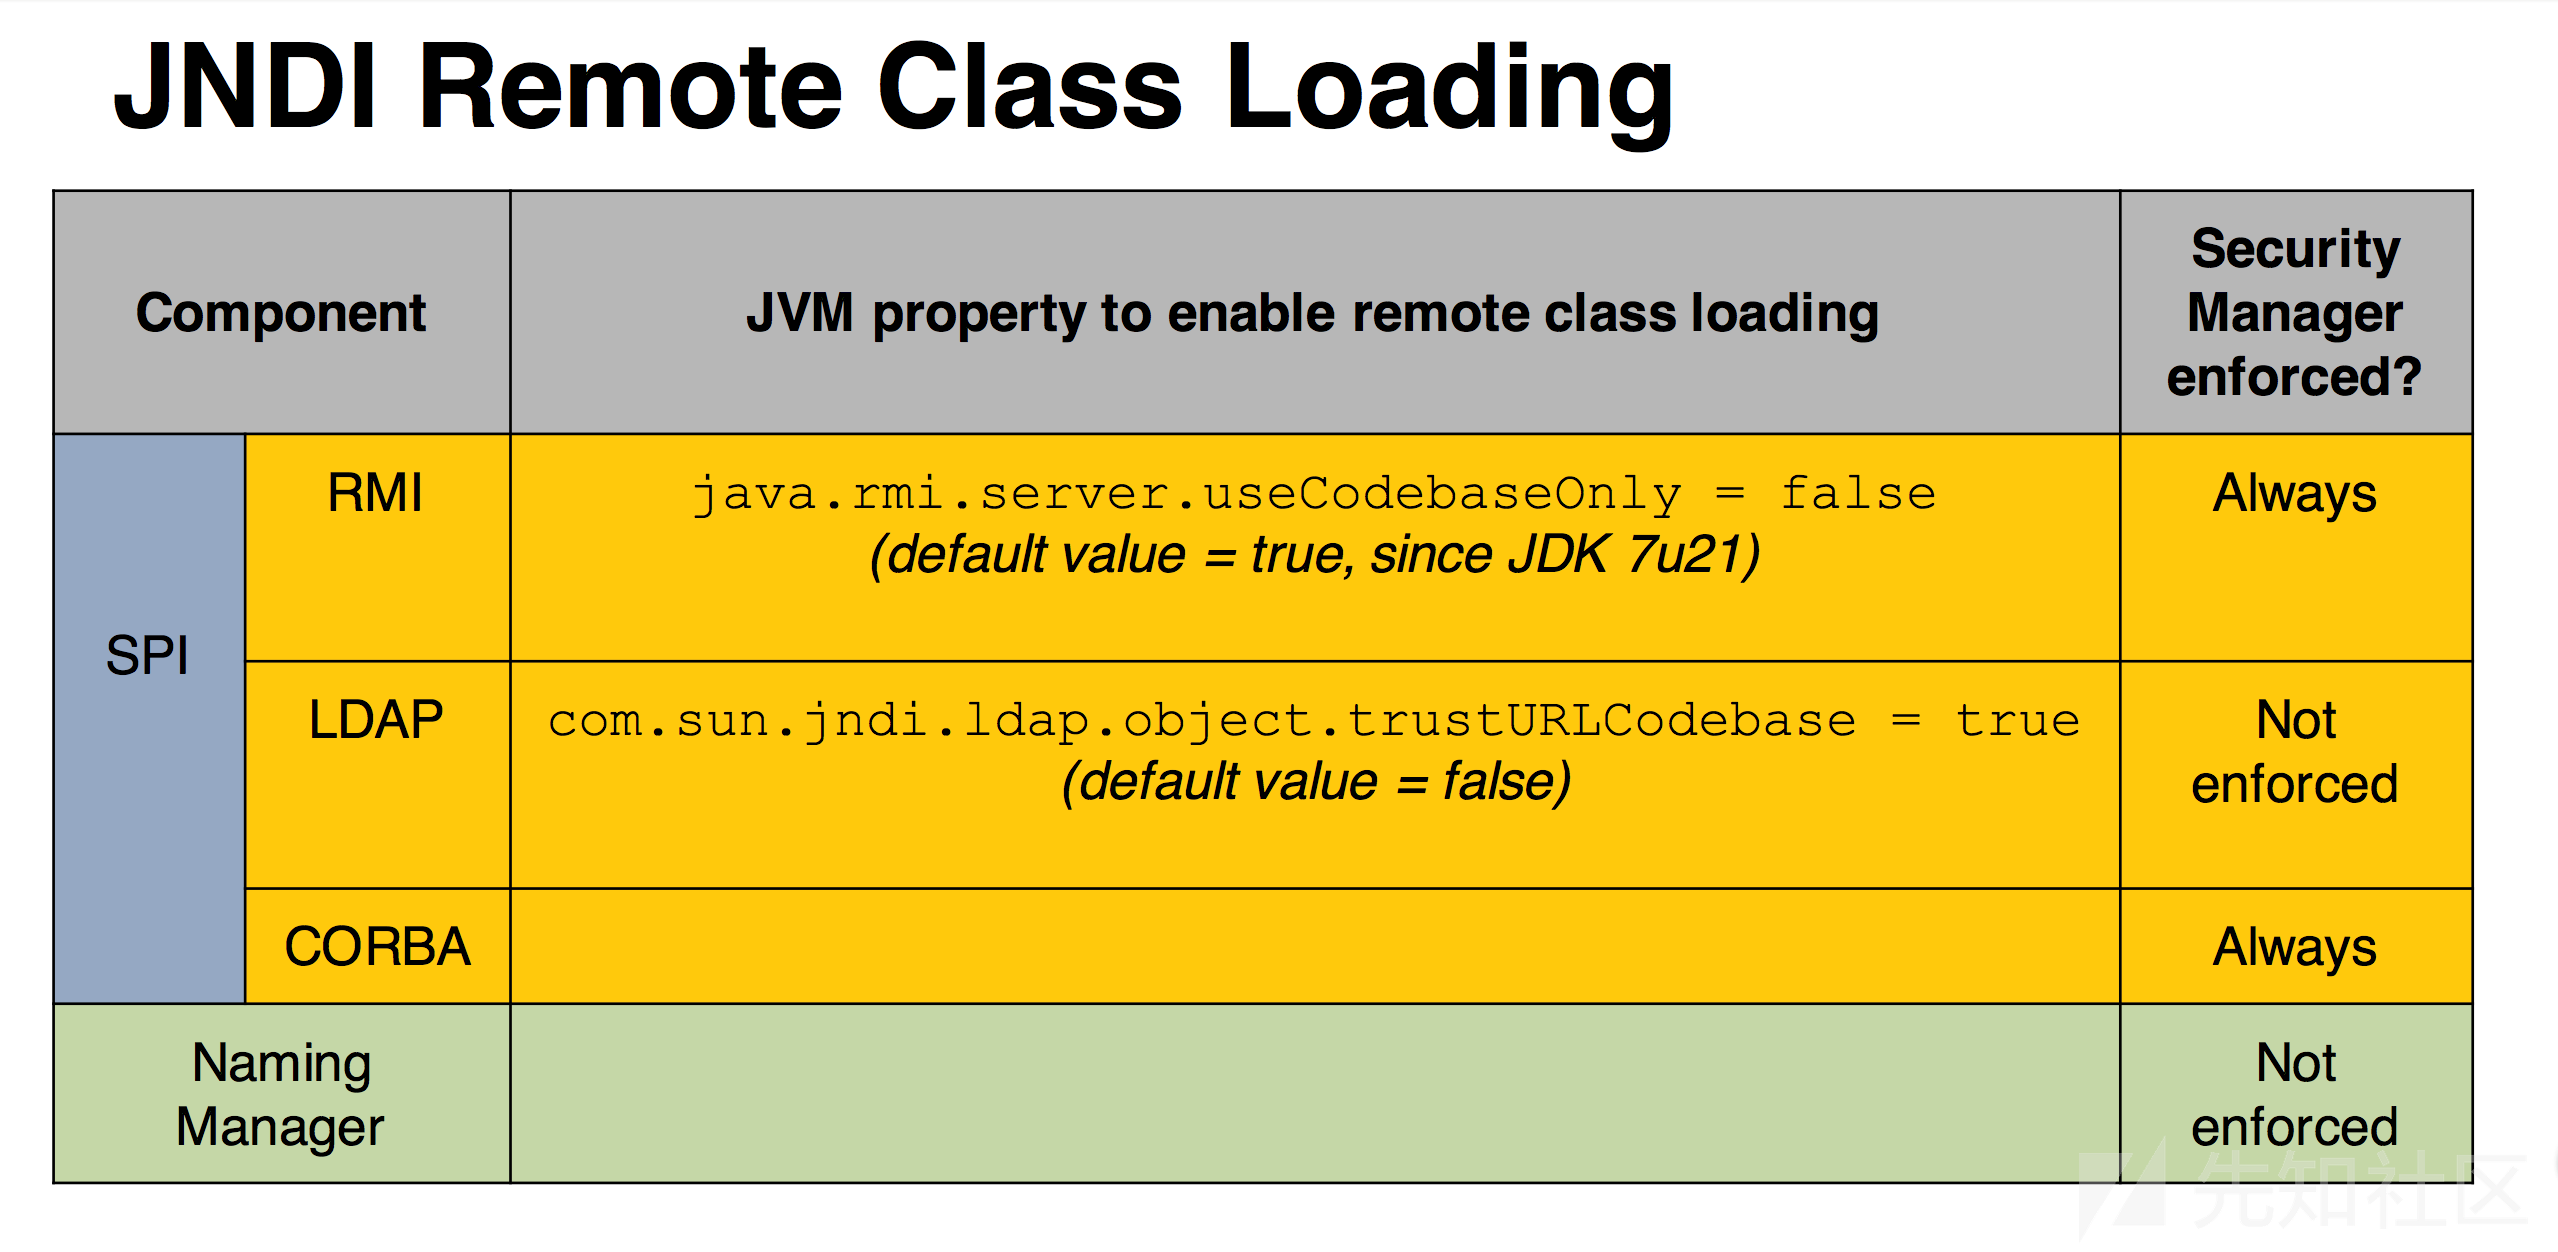 JNDI Remote Class Loading
Component
JVM property to enable remote class loading
Security
Manager
enforced?
SPI
RMI
java.rmi.server.useCodebaseOnly = false
(default value = true, since JDK 7u21)
Always
LDAP
com.sun.jndi.ldap.object.trustURLCodebase = true
(default value = false)
Not
enforced
CORBA
Always
Naming
Manager
Not
enforced
先知社区